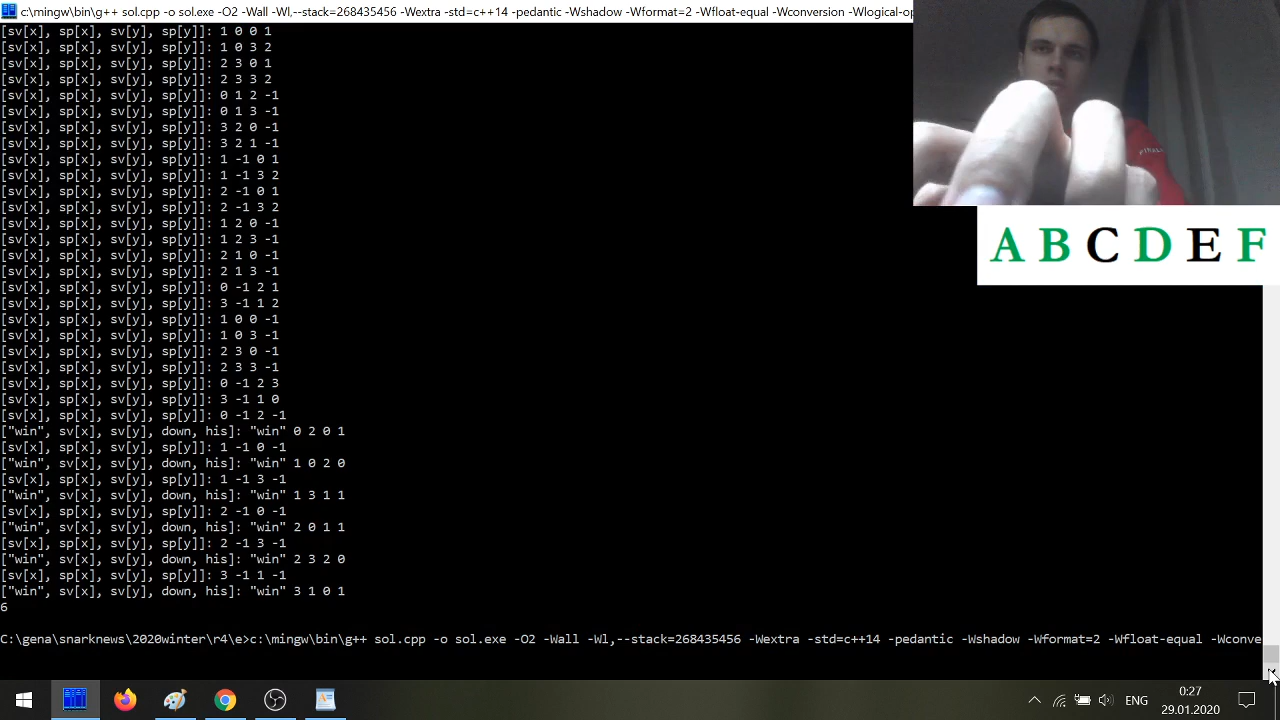 c:\mingw\bin\g++ sol.cpp -o sol.exe -O2 -Wall -Wl,--stack=268435456 -Wextra -std=c++14 -pedantic -Wshadow -Wformat=2 -Wfloat-equal -Wconversion -Wlogical-op
[sv[x], sp[x], sv[y], sp[y]]: 1 0 0 1
[sv[x], sp[x], sv[y], sp[y]]: 1 0 3 2
[sv[x], sp[x], sv[y], sp[y]]: 2 3 0 1
[sv[x], sp[x], sv[y], sp[y]]: 2 3 3 2
[sv[x], sp[x], sv[y], sp[y]]: 0 1 2 -1
[sv[x], sp[x], sv[y], sp[y]]: 0 1 3 -1
[sv[x], sp[x], sv[y], sp[y]]: 3 2 0 -1
[sv[x], sp[x], sv[y], sp[y]]: 3 2 1 -1
[sv[x], sp[x], sv[y], sp[y]]: 1 -1 0 1
[sv[x], sp[x], sv[y], sp[y]]: 1 -1 3 2
[sv[x], sp[x], sv[y], sp[y]]: 2 -1 0 1
[sv[x], sp[x], sv[y], sp[y]]: 2 -1 3 2
[sv[x], sp[x], sv[y], sp[y]]: 1 2 0 -1
[sv[x], sp[x], sv[y], sp[y]]: 1 2 3 -1
[sv[x], sp[x], sv[y], sp[y]]: 2 1 0 -1
[sv[x], sp[x], sv[y], sp[y]]: 2 1 3 -1
[sv[x], sp[x], sv[y], sp[y]]: 0 -1 2 1
[sv[x], sp[x], sv[y], sp[y]]: 3 -1 1 2
[sv[x], sp[x], sv[y], sp[y]]: 1 0 0 -1
[sv[x], sp[x], sv[y], sp[y]]: 1 0 3 -1
[sv[x], sp[x], sv[y], sp[y]]: 2 3 0 -1
[sv[x], sp[x], sv[y], sp[y]]: 2 3 3 -1
[sv[x], sp[x], sv[y], sp[y]]: 0 -1 2 3
[sv[x], sp[x], sv[y], sp[y]]: 3 -1 1 0
[sv[x], sp[x], sv[y], sp[y]]: 0 -1 2 -1
["win", sv[x], sv[y], down, his]: "win" 0 2 0 1
[sv[x], sp[x], sv[y], sp[y]]: 1 -1 0 -1
["win", sv[x], sv[y], down, his]: "win" 1 0 2 0
[sv[x], sp[x], sv[y], sp[y]]: 1 -1 3 -1
["win", sv[x], sv[y], down, his]: "win" 1 3 1 1
[sv[x], sp[x], sv[y], sp[y]]: 2 -1 0 -1
["win", sv[x], sv[y], down, his]: "win" 2 0 1 1
[sv[x], sp[x], sv[y], sp[y]]: 2 -1 3 -1
["win", sv[x], sv[y], down, his]: "win" 2 3 2 0
[sv[x], sp[x], sv[y], sp[y]]: 3 -1 1 -1
["win", sv[x], sv[y], down, his]: "win" 3 1 0 1
6
C:\gena\snarknews\2020winter\r4\e>c:\mingw\bin\g++ sol.cpp -o sol.exe -O2 -Wall -Wl,--stack=268435456 -Wextra -std=c++14 -pedantic -Wshadow -Wformat=2 -Wfloat-equal -Wconve
A B C D E F
ENG
0:27
29.01.2020